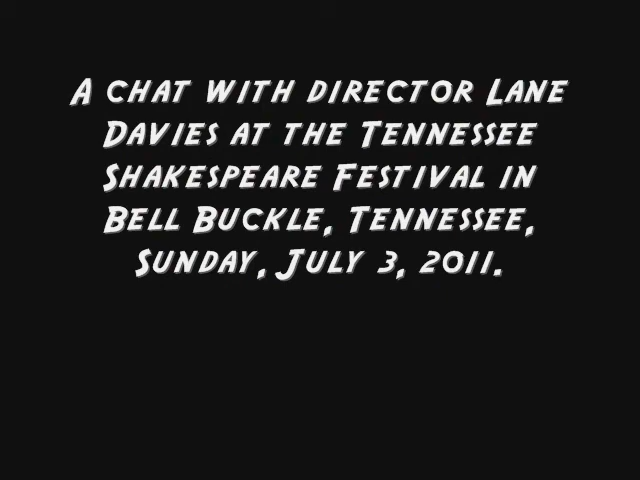 A chat with director Lane
Davies at the Tennessee
Shakespeare Festival in
Bell Buckle, Tennessee,
Sunday, July 3, 2011.